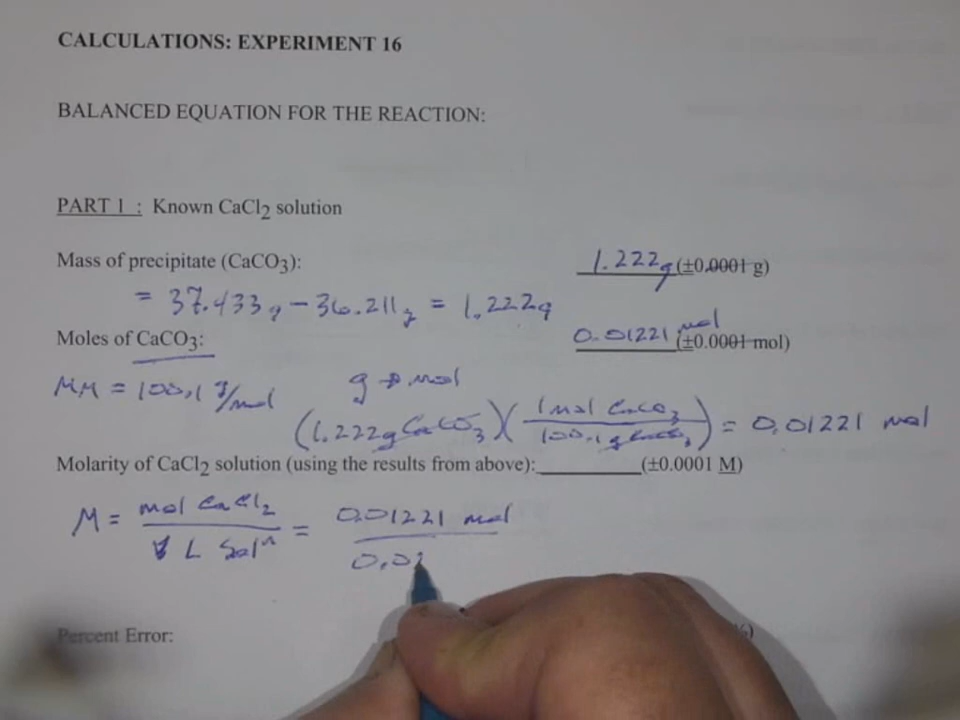 CALCULATIONS: EXPERIMENT 16
BALANCED EQUATION FOR THE REACTION:
PART 1 : Known CaCl2 solution
Mass of precipitate (CaCO3): 1.222g (±0.0001 g)
= 37.433g - 36.211g = 1.222g
Moles of CaCO3: 0.01221 mol (±0.0001 mol)
MM = 100.1 g/mol g → mol
(1.222g CaCO3)(1 mol CaCO3 / 100.1 g CaCO3) = 0.01221 mol
Molarity of CaCl2 solution (using the results from above):________(±0.0001 M)
M = mol CaCl2 / L Solⁿ = 0.01221 mol / 0.0
Percent Error: